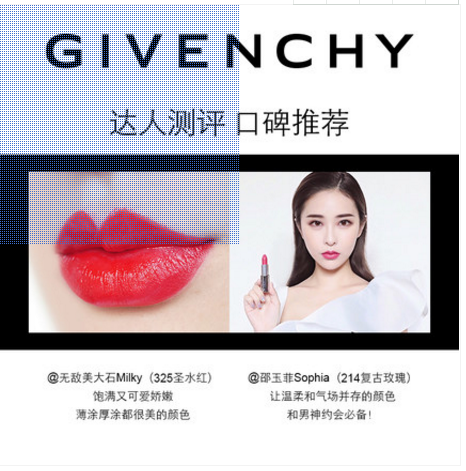 GIVENCHY
达人测评 口碑推荐
@无敌美大石Milky（325圣水红）
饱满又可爱娇嫩
薄涂厚涂都很美的颜色
@邵玉菲Sophia（214复古玫瑰）
让温柔和气场并存的颜色
和男神约会必备！